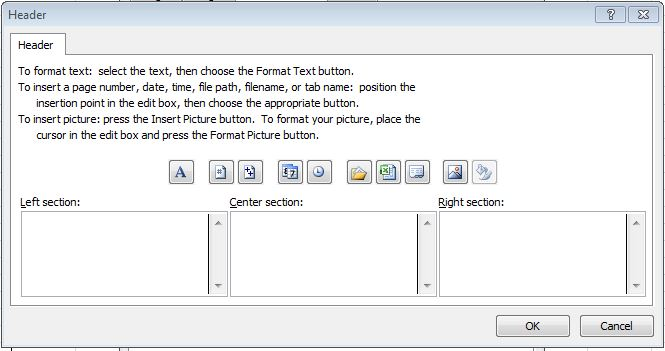 Header
Header
To format text: select the text, then choose the Format Text button.
To insert a page number, date, time, file path, filename, or tab name: position the
insertion point in the edit box, then choose the appropriate button.
To insert picture: press the Insert Picture button. To format your picture, place the
cursor in the edit box and press the Format Picture button.
A
Left section:
Center section:
Right section:
OK
Cancel